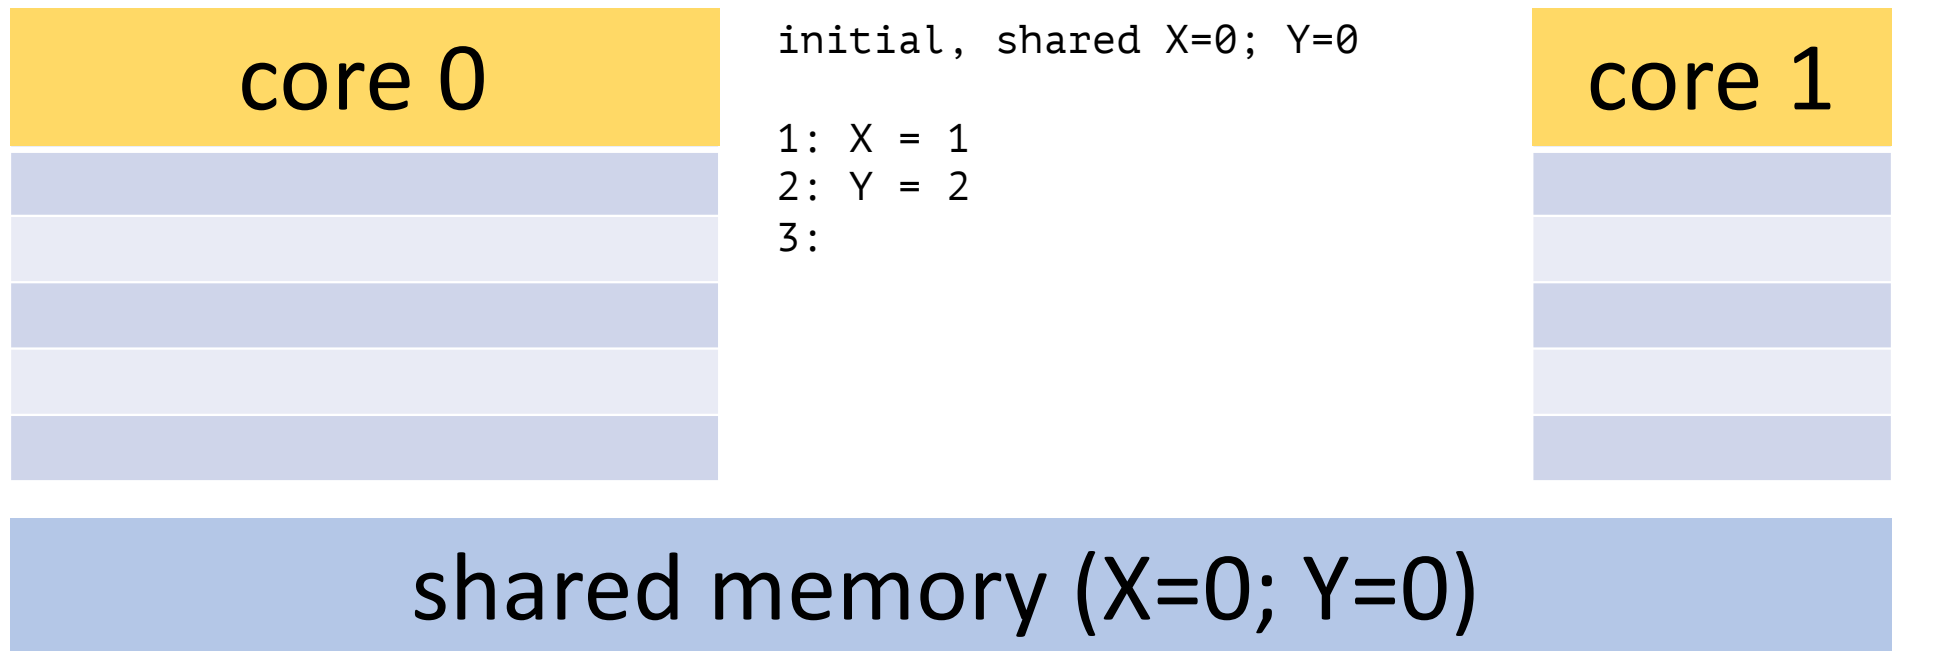 core 0
initial, shared X=0; Y=0
1: X = 1
2: Y = 2
3:
core 1
shared memory (X=0; Y=0)